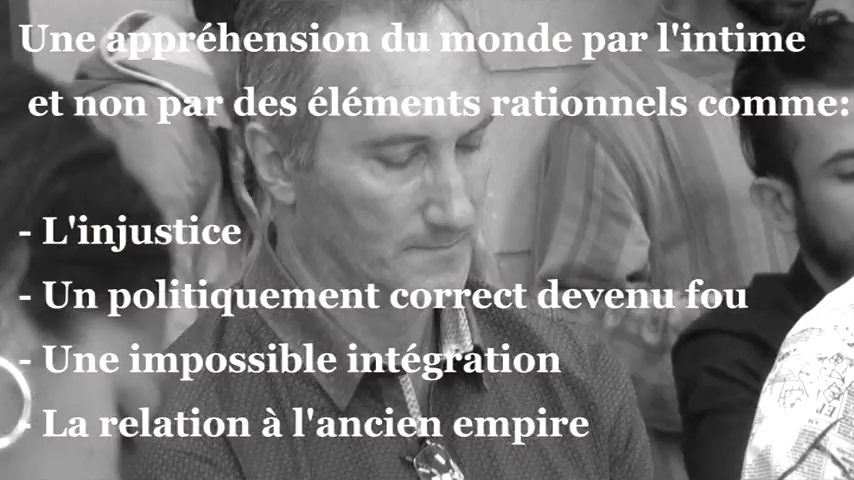 Une appréhension du monde par l'intime
et non par des éléments rationnels comme:
- L'injustice
- Un politiquement correct devenu fou
- Une impossible intégration
- La relation à l'ancien empire